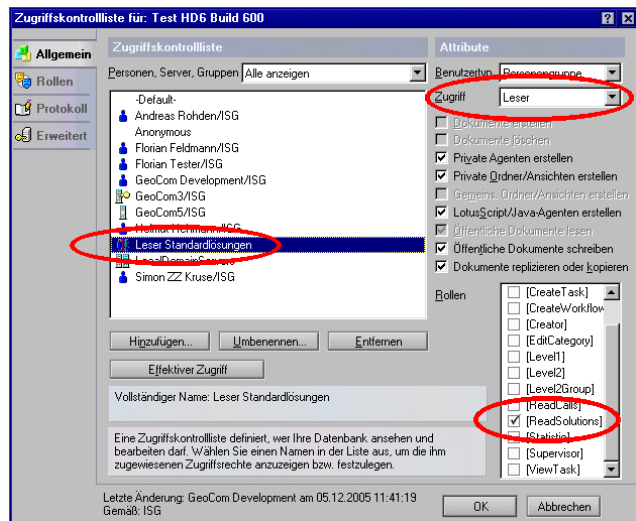 Zugriffskontrollliste für: Test HD6 Build 600
Allgemein
Rollen
Protokoll
Erweitert
Zugriffskontrollliste
Personen, Server, Gruppen Alle anzeigen
-Default-
Andreas Rohden/ISG
Anonymous
Florian Feldmann/ISG
Florian Tester/ISG
GeoCom Development/ISG
GeoCom3/ISG
GeoCom5/ISG
Helmut Hohmann/ISG
Leser Standardlösungen
LocalDomainServers
Simon ZZ Kruse/ISG
Hinzufügen...
Umbenennen...
Entfernen
Effektiver Zugriff
Vollständiger Name: Leser Standardlösungen
Eine Zugriffskontrollliste definiert, wer Ihre Datenbank ansehen und
bearbeiten darf. Wählen Sie einen Namen in der Liste aus, um die ihm
zugewiesenen Zugriffsrechte anzuzeigen bzw. festzulegen.
Attribute
Benutzertyp Personengruppe
Zugriff Leser
Dokumente erstellen
Dokumente löschen
Private Agenten erstellen
Private Ordner/Ansichten erstellen
Gemeins. Ordner/Ansichten erstellen
LotusScript/Java-Agenten erstellen
Öffentliche Dokumente lesen
Öffentliche Dokumente schreiben
Dokumente replizieren oder kopieren
Rollen
[CreateTask]
[CreateWorkflow
[Creator]
[EditCategory]
[Level1]
[Level2]
[Level2Group]
[ReadCalls]
[ReadSolutions]
[Statistic]
[Supervisor]
[ViewTask]
Letzte Änderung: GeoCom Development am 05.12.2005 11:41:19
Gemäß: ISG
OK
Abbrechen